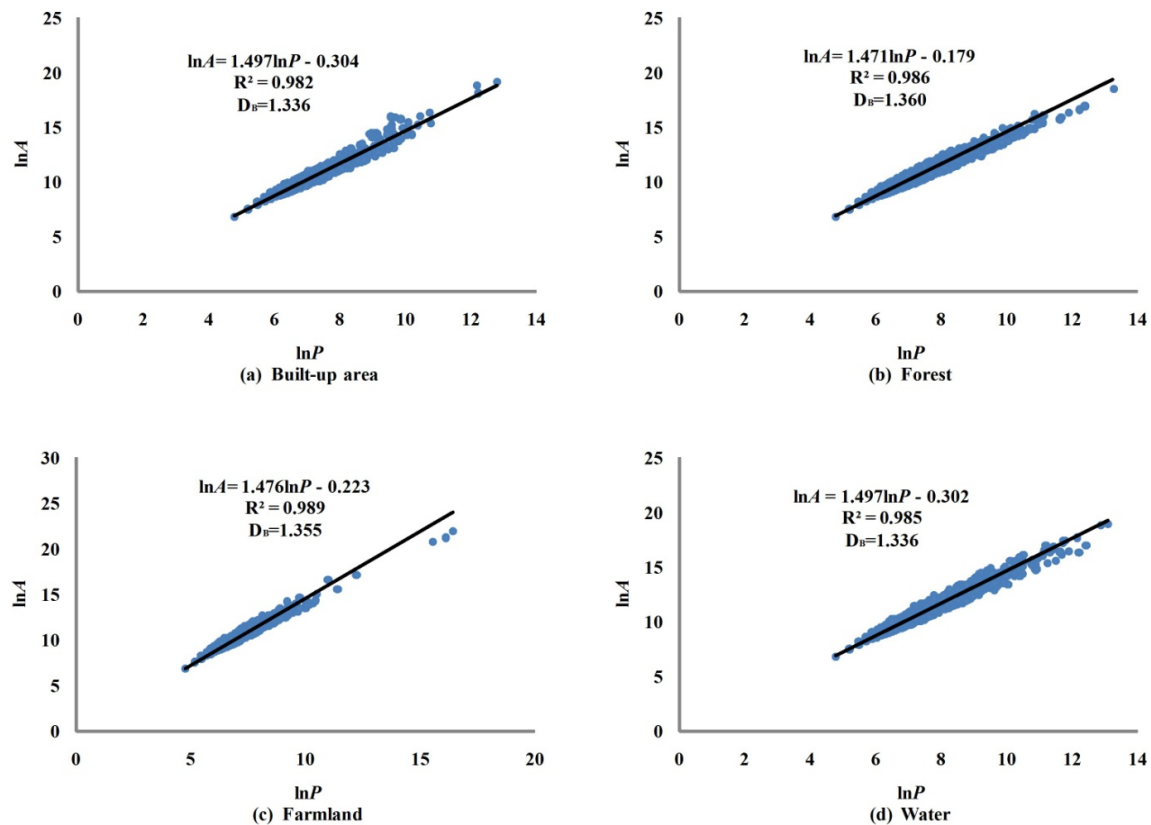 25
20
15
10
5
0
lnA
lnA= 1.497lnP - 0.304
R² = 0.982
DB=1.336
0 2 4 6 8 10 12 14
lnP
(a) Built-up area
25
20
15
10
5
0
lnA
lnA= 1.471lnP - 0.179
R² = 0.986
DB=1.360
0 2 4 6 8 10 12 14
lnP
(b) Forest
30
25
20
15
10
5
0
lnA
lnA= 1.476lnP - 0.223
R² = 0.989
DB=1.355
5 10 15 20
lnP
(c) Farmland
25
20
15
10
5
0
lnA
lnA = 1.497lnP - 0.302
R² = 0.985
DB=1.336
0 2 4 6 8 10 12 14
lnP
(d) Water